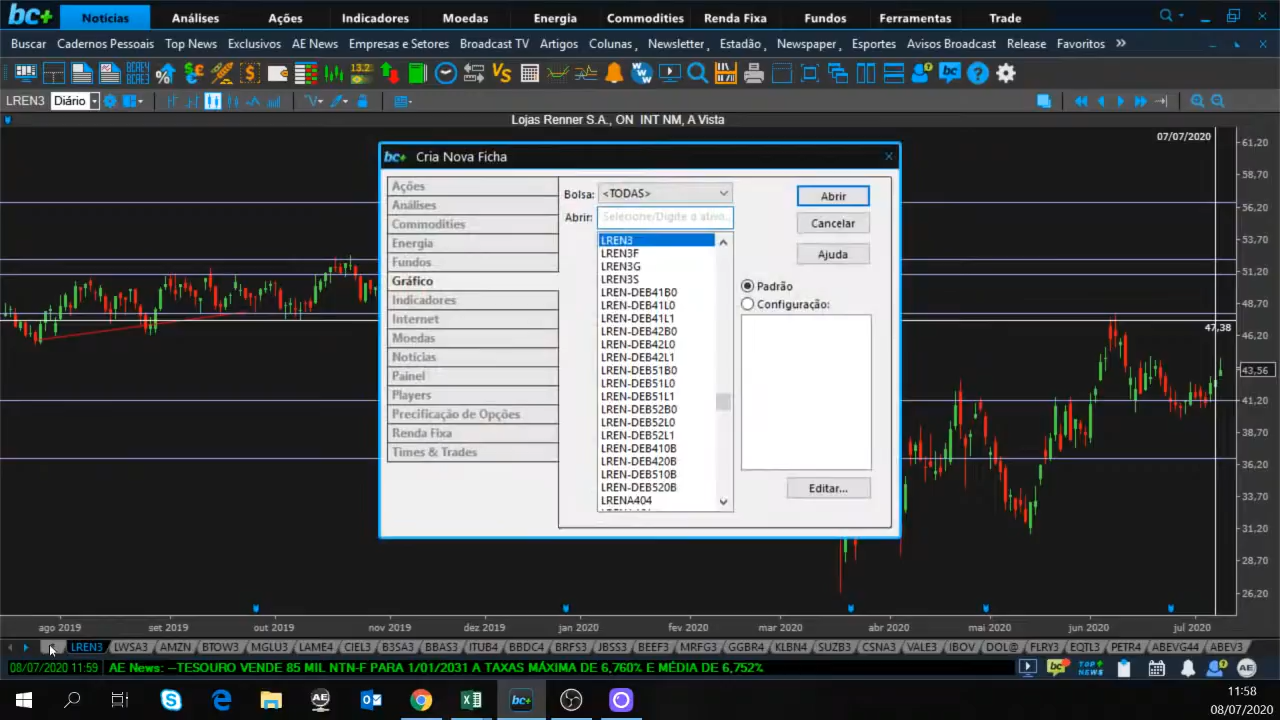 bc+ Notícias Análises Ações Indicadores Moedas Energia Commodities Renda Fixa Fundos Ferramentas Trade
Buscar Cadernos Pessoais Top News Exclusivos AE News Empresas e Setores Broadcast TV Artigos Colunas Newsletter Estadão Newspaper Esportes Avisos Broadcast Release Favoritos
LREN3 Diário
Lojas Renner S.A., ON INT NM, A Vista
07/07/2020
61,20
58,70
56,20
53,70
51,20
48,70
47,38
46,20
43,56
41,20
38,70
36,20
33,70
31,20
28,70
26,20
bc+ Cria Nova Ficha
Ações
Análises
Commodities
Energia
Fundos
Gráfico
Indicadores
Internet
Moedas
Notícias
Painel
Players
Precificação de Opções
Renda Fixa
Times & Trades
Bolsa: <TODAS>
Abrir: Selecione/Digite o ativo..
LREN3
LREN3F
LREN3G
LREN3S
LREN-DEB41B0
LREN-DEB41L0
LREN-DEB41L1
LREN-DEB42B0
LREN-DEB42L0
LREN-DEB42L1
LREN-DEB51B0
LREN-DEB51L0
LREN-DEB51L1
LREN-DEB52B0
LREN-DEB52L0
LREN-DEB52L1
LREN-DEB410B
LREN-DEB420B
LREN-DEB510B
LREN-DEB520B
LRENA404
Abrir
Cancelar
Ajuda
Padrão
Configuração:
Editar...
ago 2019 set 2019 out 2019 nov 2019 dez 2019 jan 2020 fev 2020 mar 2020 abr 2020 mai 2020 jun 2020 jul 2020
LREN3 LWSA3 AMZN BTOW3 MGLU3 LAME4 CIEL3 B3SA3 BBAS3 ITUB4 BBDC4 BRFS3 JBSS3 BEEF3 MRFG3 GGBR4 KLBN4 SUZB3 CSNA3 VALE3 IBOV DOL@ FLRY3 EQTL3 PETR4 ABEVG44 ABEV3
08/07/2020 11:59 AE News: --TESOURO VENDE 85 MIL NTN-F PARA 1/01/2031 A TAXAS MÁXIMA DE 6,760% E MÉDIA DE 6,752%
11:58
08/07/2020